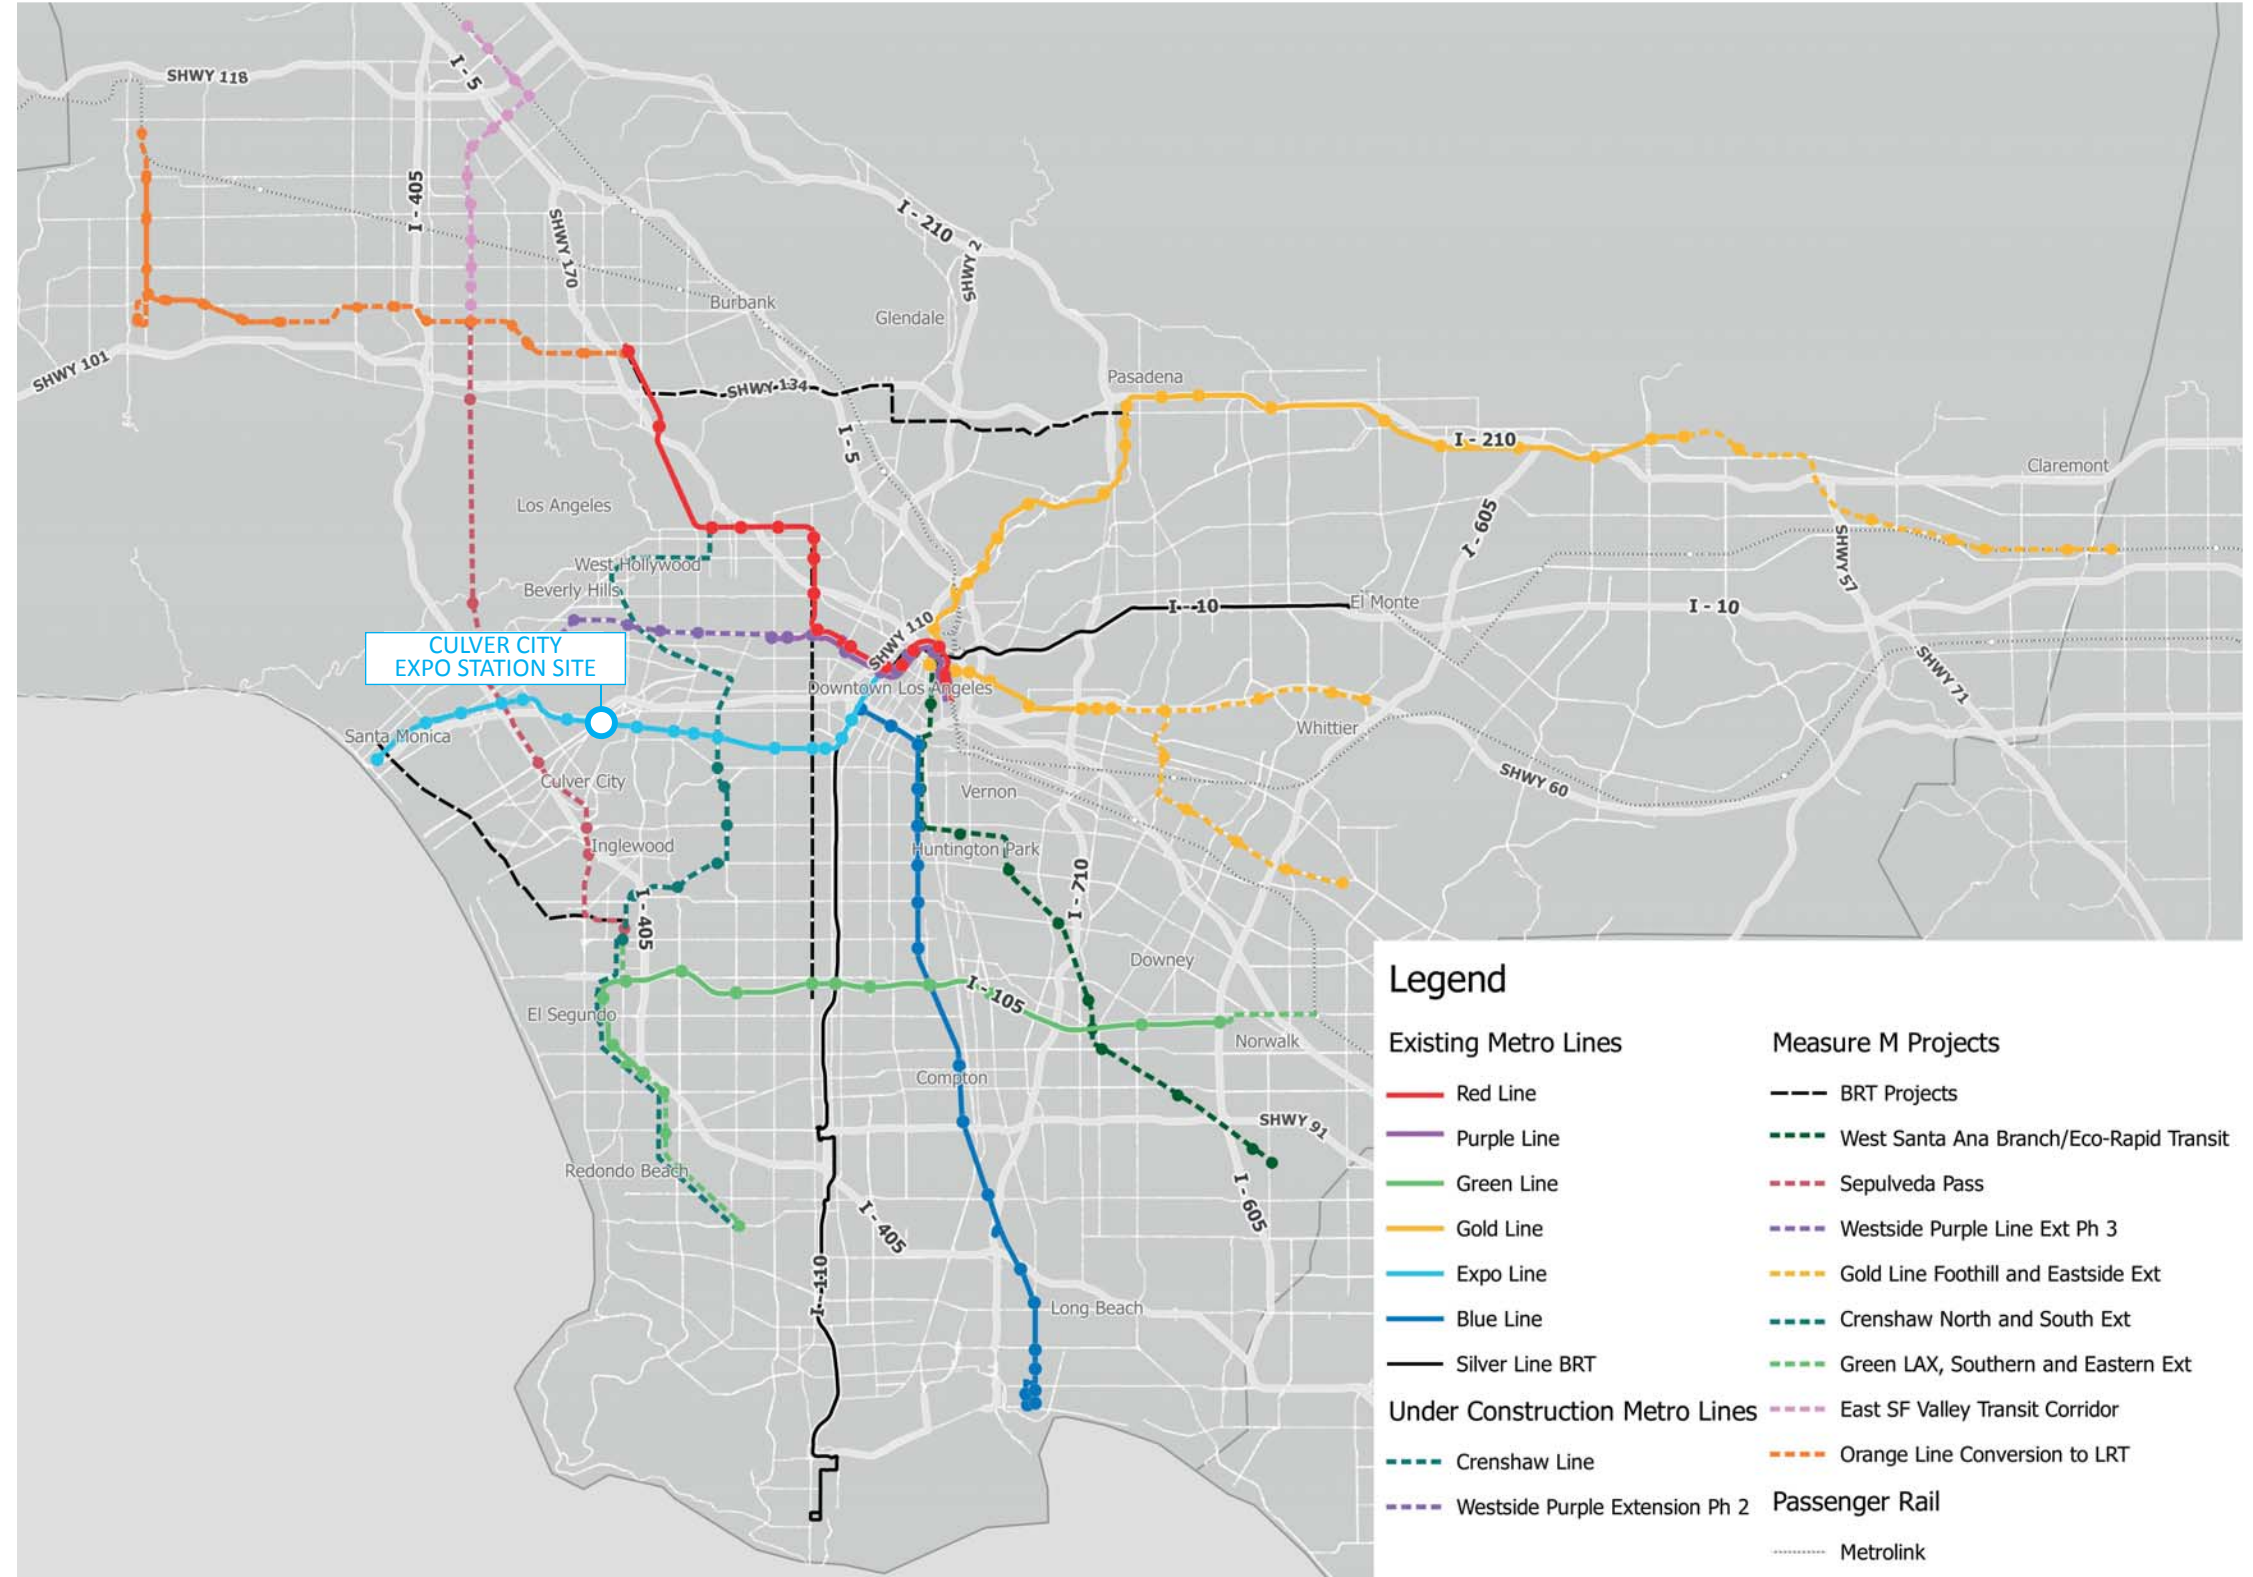 SHWY 118
I - 5
I - 405
SHWY 170
I - 210
SHWY 2
Burbank
Glendale
SHWY 101
SHWY 134
Pasadena
I - 5
I - 210
Claremont
Los Angeles
I - 605
SHWY 57
West Hollywood
Beverly Hills
I - 10
El Monte
I - 10
SHWY 110
CULVER CITY
EXPO STATION SITE
SHWY 71
Downtown Los Angeles
Santa Monica
Whittier
Culver City
Vernon
SHWY 60
Inglewood
Huntington Park
I - 710
I - 405
Downey
I - 105
El Segundo
Norwalk
Compton
SHWY 91
Redondo Beach
I - 605
I - 405
I - 110
Long Beach
Legend
Existing Metro Lines
Red Line
Purple Line
Green Line
Gold Line
Expo Line
Blue Line
Silver Line BRT
Under Construction Metro Lines
Crenshaw Line
Westside Purple Extension Ph 2
Measure M Projects
BRT Projects
West Santa Ana Branch/Eco-Rapid Transit
Sepulveda Pass
Westside Purple Line Ext Ph 3
Gold Line Foothill and Eastside Ext
Crenshaw North and South Ext
Green LAX, Southern and Eastern Ext
East SF Valley Transit Corridor
Orange Line Conversion to LRT
Passenger Rail
Metrolink